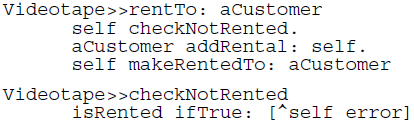 Videotape>>rentTo: aCustomer
self checkNotRented.
aCustomer addRental: self.
self makeRentedTo: aCustomer
Videotape>>checkNotRented
isRented ifTrue: [^self error]